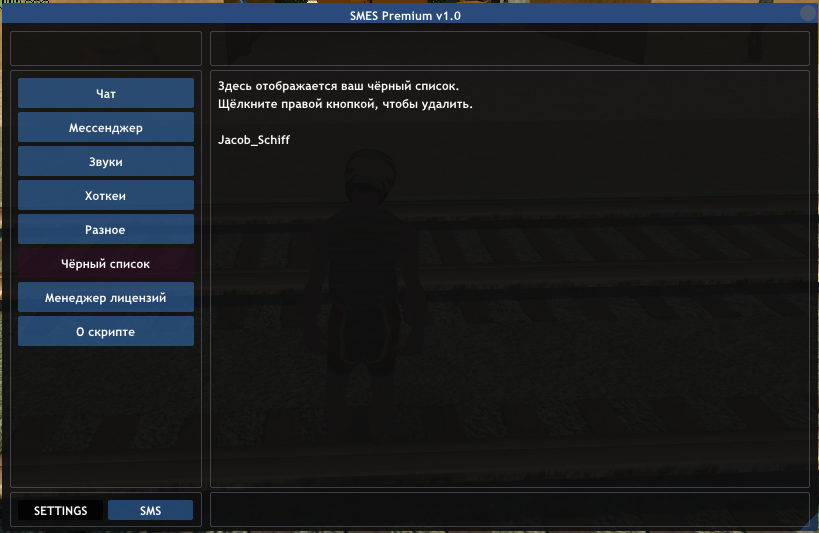 SMES Premium v1.0
Чат
Мессенджер
Звуки
Хоткеи
Разное
Чёрный список
Менеджер лицензий
О скрипте
Здесь отображается ваш чёрный список.
Щёлкните правой кнопкой, чтобы удалить.
Jacob_Schiff
SETTINGS
SMS